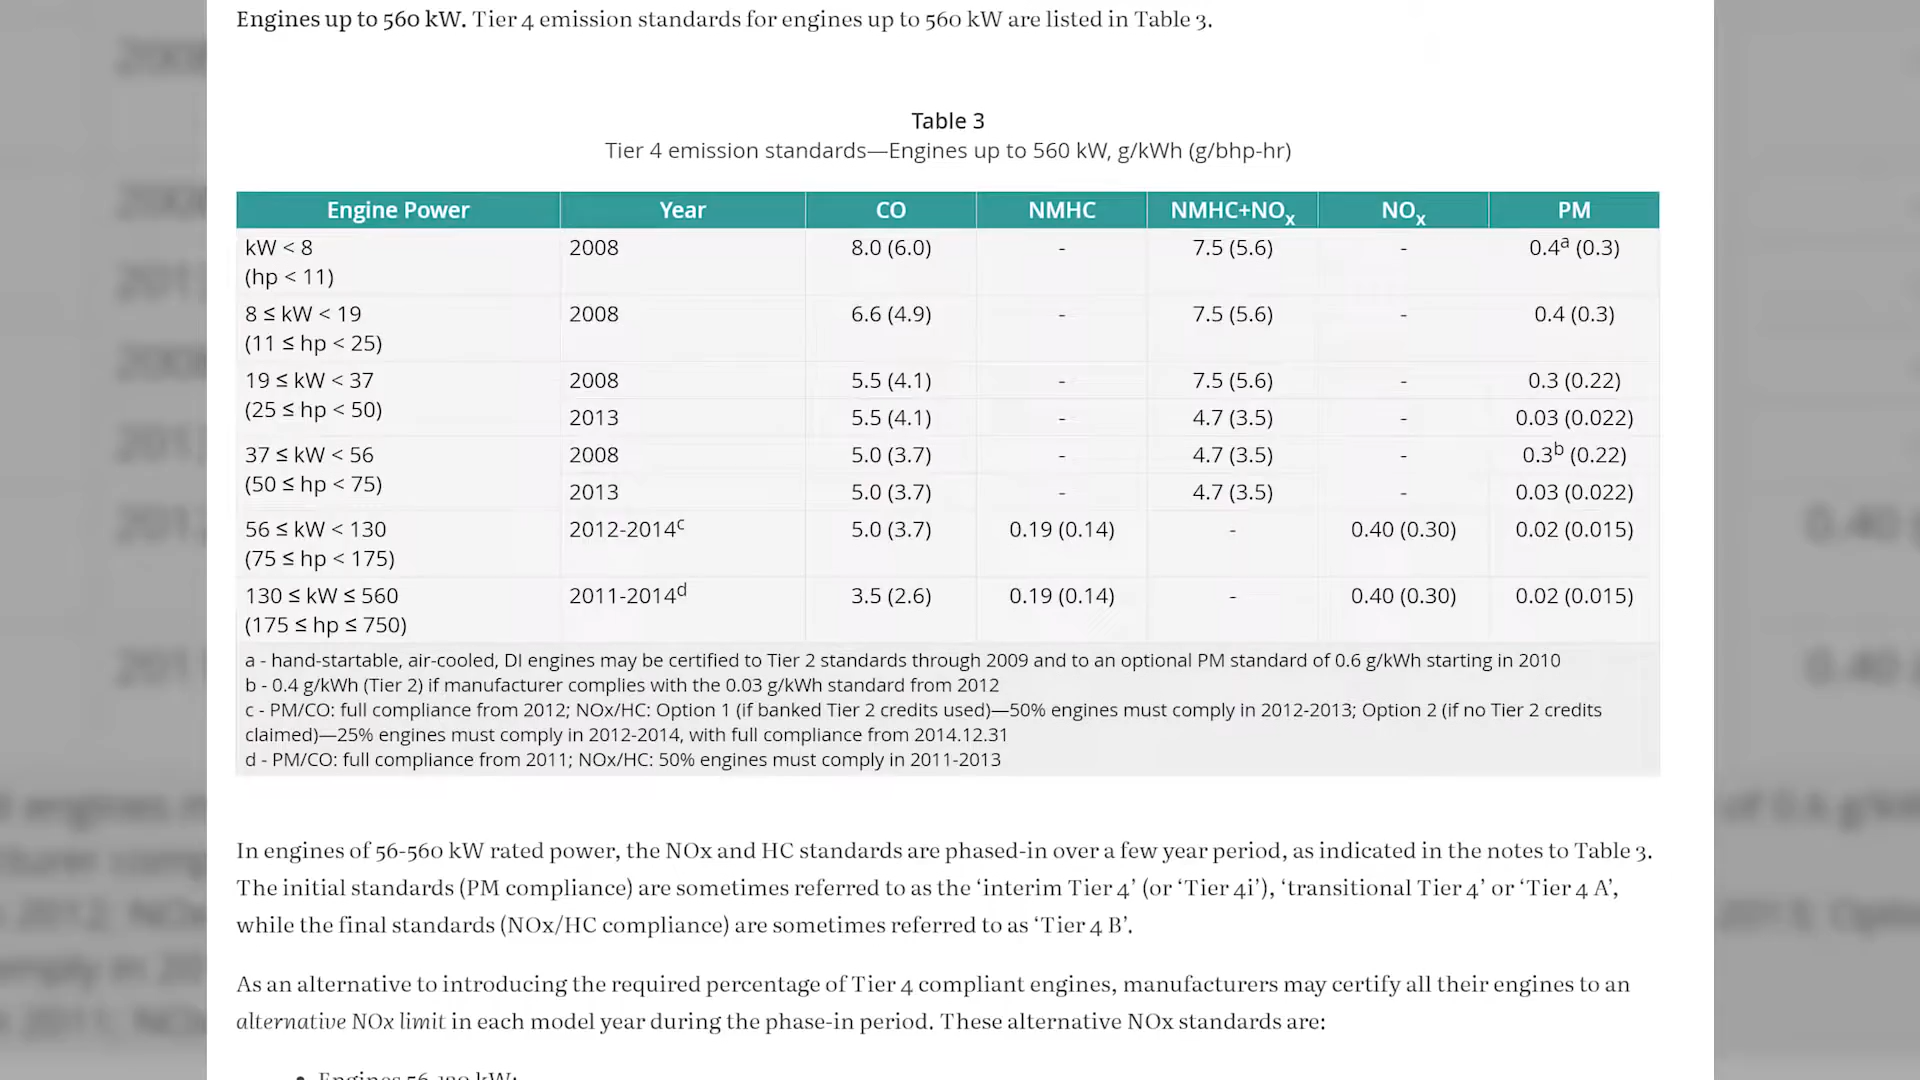 Engines up to 560 kW. Tier 4 emission standards for engines up to 560 kW are listed in Table 3.
Table 3
Tier 4 emission standards—Engines up to 560 kW, g/kWh (g/bhp-hr)
Engine Power Year CO NMHC NMHC+NOx NOx PM
kW < 8 2008 8.0 (6.0) - 7.5 (5.6) - 0.4a (0.3)
(hp < 11)
8 ≤ kW < 19 2008 6.6 (4.9) - 7.5 (5.6) - 0.4 (0.3)
(11 ≤ hp < 25)
19 ≤ kW < 37 2008 5.5 (4.1) - 7.5 (5.6) - 0.3 (0.22)
(25 ≤ hp < 50)
2013 5.5 (4.1) - 4.7 (3.5) - 0.03 (0.022)
37 ≤ kW < 56 2008 5.0 (3.7) - 4.7 (3.5) - 0.3b (0.22)
(50 ≤ hp < 75)
2013 5.0 (3.7) - 4.7 (3.5) - 0.03 (0.022)
56 ≤ kW < 130 2012-2014c 5.0 (3.7) 0.19 (0.14) - 0.40 (0.30) 0.02 (0.015)
(75 ≤ hp < 175)
130 ≤ kW ≤ 560 2011-2014d 3.5 (2.6) 0.19 (0.14) - 0.40 (0.30) 0.02 (0.015)
(175 ≤ hp ≤ 750)
a - hand-startable, air-cooled, DI engines may be certified to Tier 2 standards through 2009 and to an optional PM standard of 0.6 g/kWh starting in 2010
b - 0.4 g/kWh (Tier 2) if manufacturer complies with the 0.03 g/kWh standard from 2012
c - PM/CO: full compliance from 2012; NOx/HC: Option 1 (if banked Tier 2 credits used)—50% engines must comply in 2012-2013; Option 2 (if no Tier 2 credits
claimed)—25% engines must comply in 2012-2014, with full compliance from 2014.12.31
d - PM/CO: full compliance from 2011; NOx/HC: 50% engines must comply in 2011-2013
In engines of 56-560 kW rated power, the NOx and HC standards are phased-in over a few year period, as indicated in the notes to Table 3.
The initial standards (PM compliance) are sometimes referred to as the ‘interim Tier 4’ (or ‘Tier 4i’), ‘transitional Tier 4’ or ‘Tier 4 A’,
while the final standards (NOx/HC compliance) are sometimes referred to as ‘Tier 4 B’.
As an alternative to introducing the required percentage of Tier 4 compliant engines, manufacturers may certify all their engines to an
alternative NOx limit in each model year during the phase-in period. These alternative NOx standards are:
• Engines 56-130 kW: